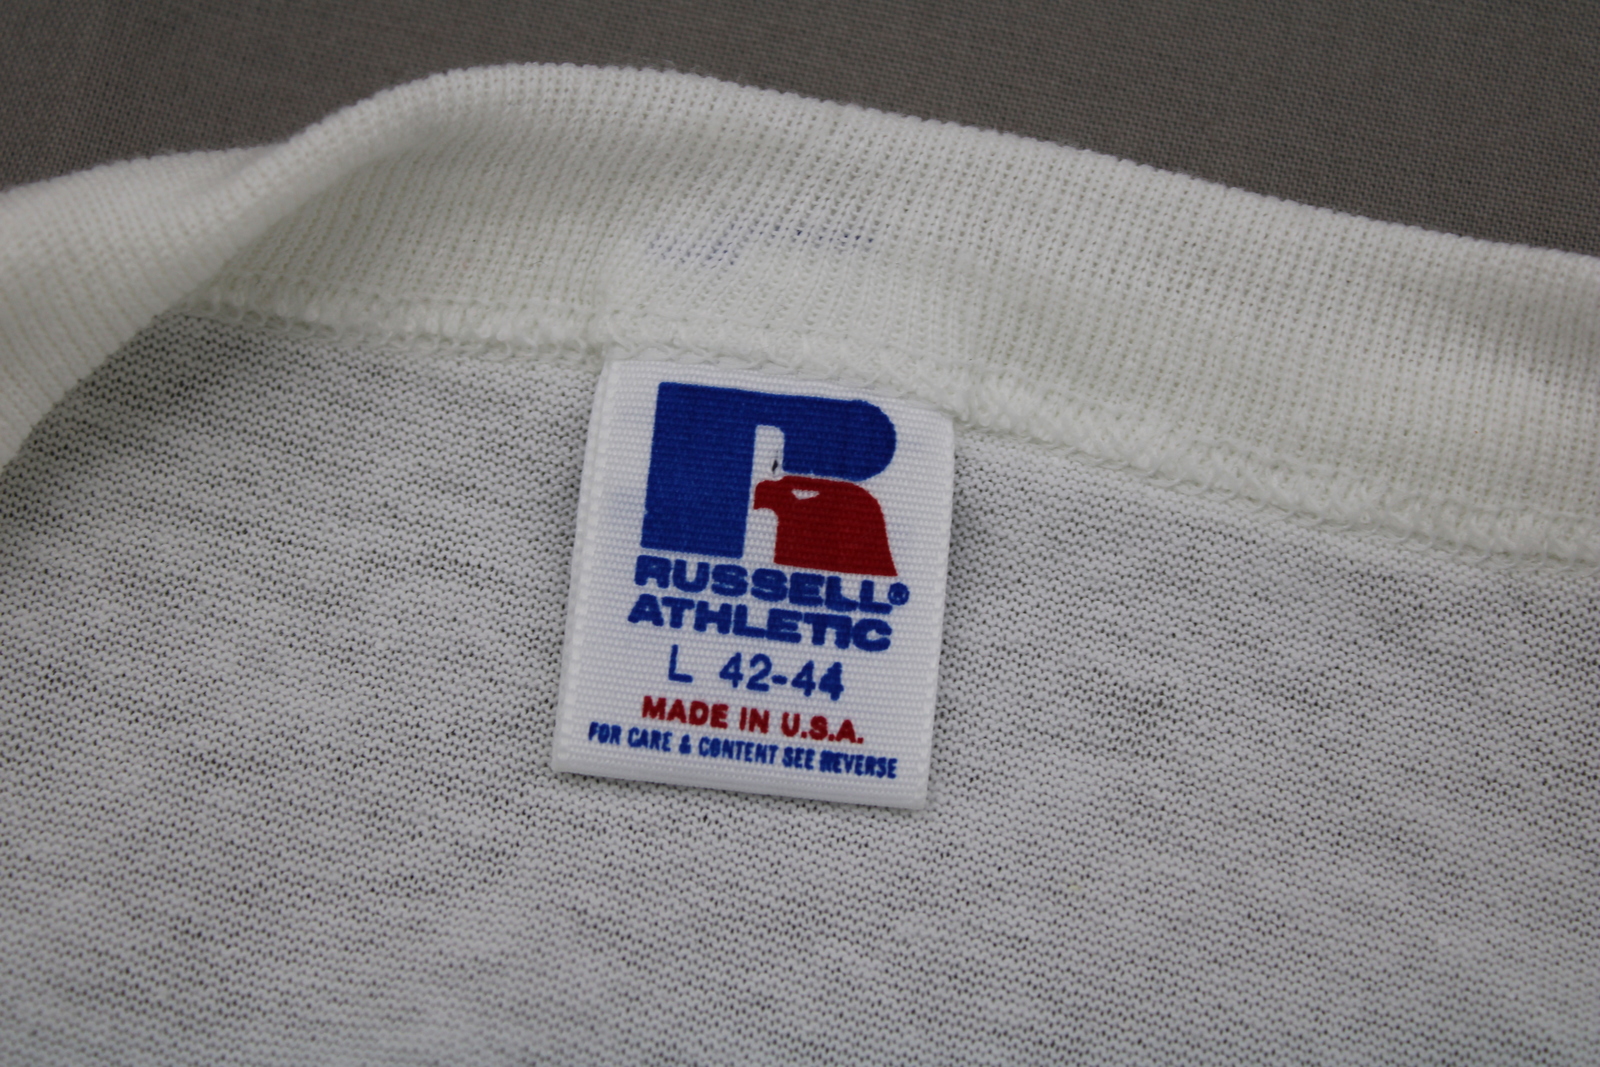 R
RUSSELL®
ATHLETIC
L 42-44
MADE IN U.S.A.
FOR CARE & CONTENT SEE REVERSE